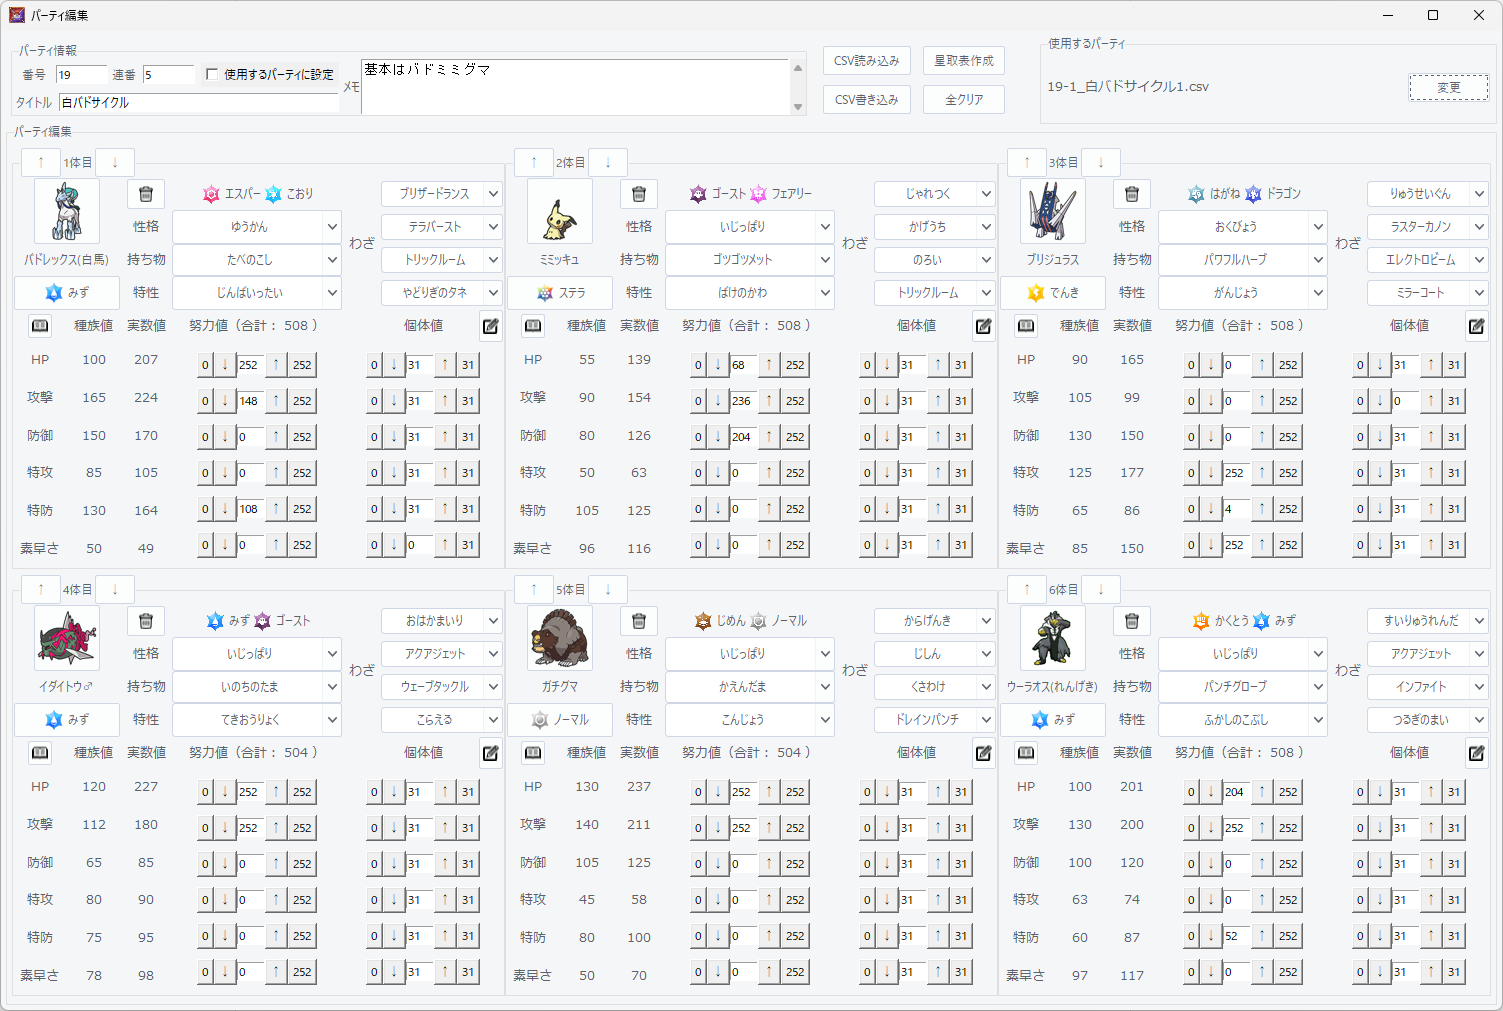 パーティ編集
パーティ情報
番号 19 連番 5 使用するパーティに設定
タイトル 白バドサイクル
メモ 基本はバドミミグマ
CSV読み込み 星取表作成
CSV書き込み 全クリア
使用するパーティ
19-1_白バドサイクル1.csv 変更
パーティ編集
↑ 1体目 ↓
エスパー こおり ブリザードランス
性格 ゆうかん わざ テラバースト
バドレックス(白馬) 持ち物 たべのこし トリックルーム
みず 特性 じんばいったい やどりぎのタネ
種族値 実数値 努力値（合計： 508 ） 個体値
HP 100 207 0 ↓ 252 ↑ 252 0 ↓ 31 ↑ 31
攻撃 165 224 0 ↓ 148 ↑ 252 0 ↓ 31 ↑ 31
防御 150 170 0 ↓ 0 ↑ 252 0 ↓ 31 ↑ 31
特攻 85 105 0 ↓ 0 ↑ 252 0 ↓ 31 ↑ 31
特防 130 164 0 ↓ 108 ↑ 252 0 ↓ 31 ↑ 31
素早さ 50 49 0 ↓ 0 ↑ 252 0 ↓ 0 ↑ 31
↑ 2体目 ↓
ゴースト フェアリー じゃれつく
性格 いじっぱり わざ かげうち
ミミッキュ 持ち物 ゴツゴツメット のろい
ステラ 特性 ばけのかわ トリックルーム
種族値 実数値 努力値（合計： 508 ） 個体値
HP 55 139 0 ↓ 68 ↑ 252 0 ↓ 31 ↑ 31
攻撃 90 154 0 ↓ 236 ↑ 252 0 ↓ 31 ↑ 31
防御 80 126 0 ↓ 204 ↑ 252 0 ↓ 31 ↑ 31
特攻 50 63 0 ↓ 0 ↑ 252 0 ↓ 31 ↑ 31
特防 105 125 0 ↓ 0 ↑ 252 0 ↓ 31 ↑ 31
素早さ 96 116 0 ↓ 0 ↑ 252 0 ↓ 31 ↑ 31
↑ 3体目 ↓
はがね ドラゴン りゅうせいぐん
性格 おくびょう わざ ラスターカノン
ブリジュラス 持ち物 パワフルハーブ エレクトロビーム
でんき 特性 がんじょう ミラーコート
種族値 実数値 努力値（合計： 508 ） 個体値
HP 90 165 0 ↓ 0 ↑ 252 0 ↓ 31 ↑ 31
攻撃 105 99 0 ↓ 0 ↑ 252 0 ↓ 0 ↑ 31
防御 130 150 0 ↓ 0 ↑ 252 0 ↓ 31 ↑ 31
特攻 125 177 0 ↓ 252 ↑ 252 0 ↓ 31 ↑ 31
特防 65 86 0 ↓ 4 ↑ 252 0 ↓ 31 ↑ 31
素早さ 85 150 0 ↓ 252 ↑ 252 0 ↓ 31 ↑ 31
↑ 4体目 ↓
みず ゴースト おはかまいり
性格 いじっぱり わざ アクアジェット
イダイトウ♂ 持ち物 いのちのたま ウェーブタックル
みず 特性 てきおうりょく こらえる
種族値 実数値 努力値（合計： 504 ） 個体値
HP 120 227 0 ↓ 252 ↑ 252 0 ↓ 31 ↑ 31
攻撃 112 180 0 ↓ 252 ↑ 252 0 ↓ 31 ↑ 31
防御 65 85 0 ↓ 0 ↑ 252 0 ↓ 31 ↑ 31
特攻 80 90 0 ↓ 0 ↑ 252 0 ↓ 31 ↑ 31
特防 75 95 0 ↓ 0 ↑ 252 0 ↓ 31 ↑ 31
素早さ 78 98 0 ↓ 0 ↑ 252 0 ↓ 31 ↑ 31
↑ 5体目 ↓
じめん ノーマル からげんき
性格 いじっぱり わざ じしん
ガチグマ 持ち物 かえんだま くさわけ
ノーマル 特性 こんじょう ドレインパンチ
種族値 実数値 努力値（合計： 504 ） 個体値
HP 130 237 0 ↓ 252 ↑ 252 0 ↓ 31 ↑ 31
攻撃 140 211 0 ↓ 252 ↑ 252 0 ↓ 31 ↑ 31
防御 105 125 0 ↓ 0 ↑ 252 0 ↓ 31 ↑ 31
特攻 45 58 0 ↓ 0 ↑ 252 0 ↓ 31 ↑ 31
特防 80 100 0 ↓ 0 ↑ 252 0 ↓ 31 ↑ 31
素早さ 50 70 0 ↓ 0 ↑ 252 0 ↓ 31 ↑ 31
↑ 6体目 ↓
かくとう みず すいりゅうれんだ
性格 いじっぱり わざ アクアジェット
ウーラオス(れんげき) 持ち物 パンチグローブ インファイト
みず 特性 ふかしのこぶし つるぎのまい
種族値 実数値 努力値（合計： 508 ） 個体値
HP 100 201 0 ↓ 204 ↑ 252 0 ↓ 31 ↑ 31
攻撃 130 200 0 ↓ 252 ↑ 252 0 ↓ 31 ↑ 31
防御 100 120 0 ↓ 0 ↑ 252 0 ↓ 31 ↑ 31
特攻 63 74 0 ↓ 0 ↑ 252 0 ↓ 31 ↑ 31
特防 60 87 0 ↓ 52 ↑ 252 0 ↓ 31 ↑ 31
素早さ 97 117 0 ↓ 0 ↑ 252 0 ↓ 31 ↑ 31